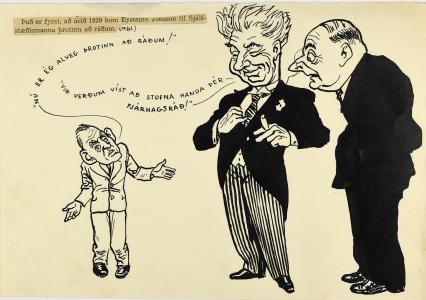 Það er fyrst, að árið 1939 kom Eysteinn Jónsson til Sjálf-
stæðismanna þrotinn að ráðum. (Mbl)
"NÚ ER ÉG ALVEG ÞROTINN AÐ RÁÐUM!"
"VIÐ VERÐUM VÍST AÐ STOFNA HANDA ÞÉR
FJÁRHAGSRÁÐ!"